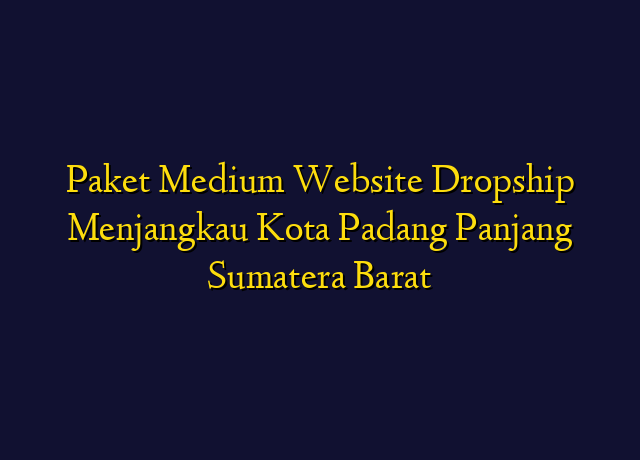 Paket Medium Website Dropship
Menjangkau Kota Padang Panjang
Sumatera Barat